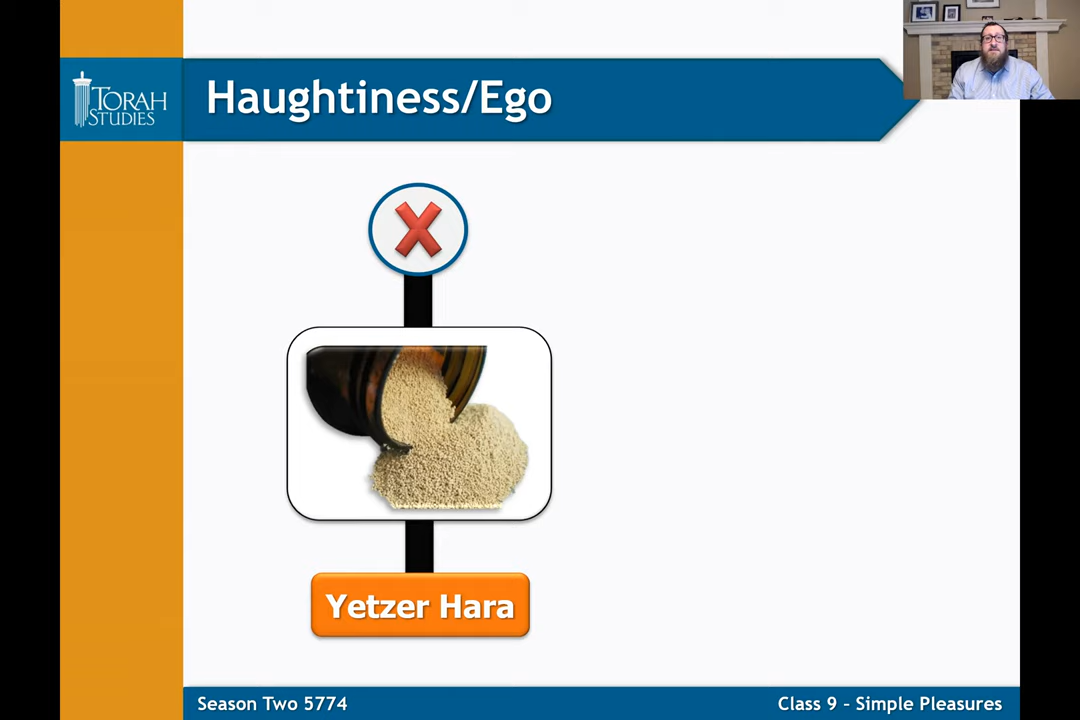 TORAH
STUDIES
Haughtiness/Ego
Yetzer Hara
Season Two 5774
Class 9 – Simple Pleasures